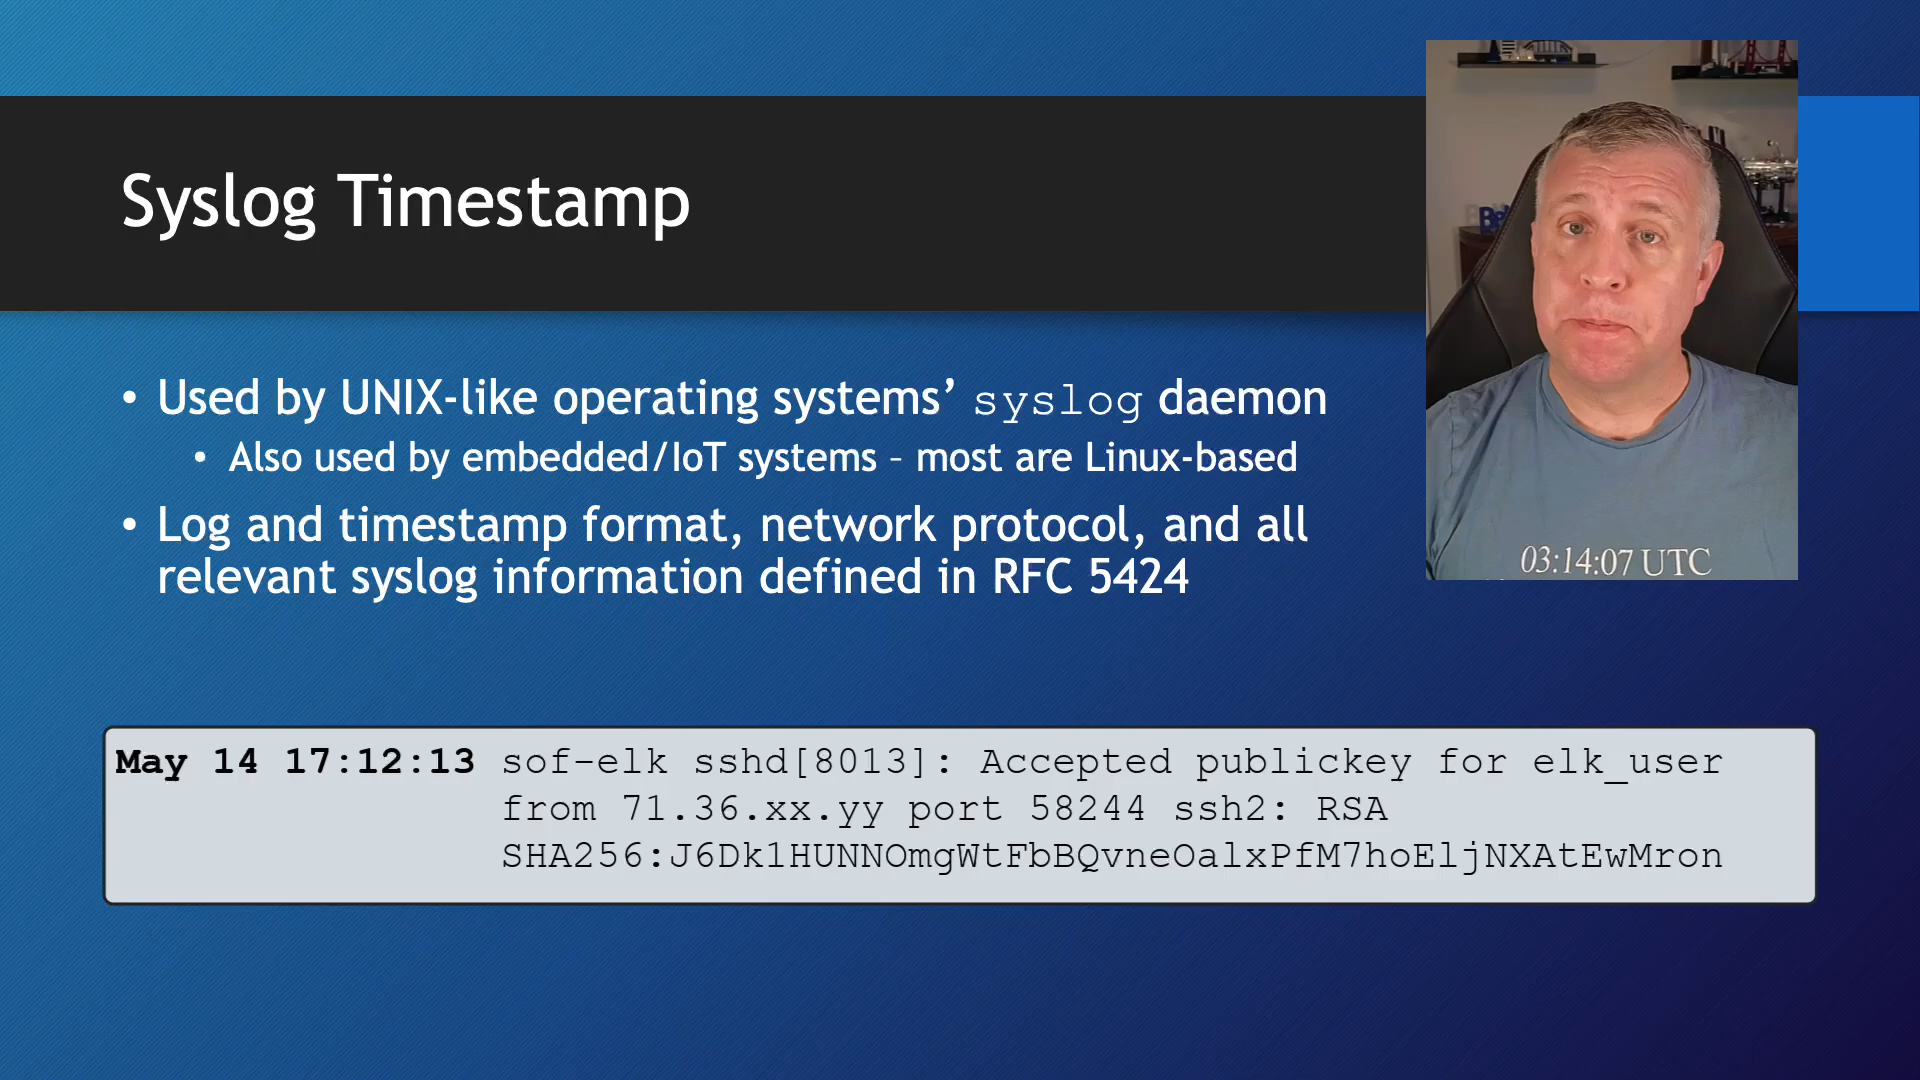 Syslog Timestamp
• Used by UNIX-like operating systems’ syslog daemon
• Also used by embedded/IoT systems – most are Linux-based
• Log and timestamp format, network protocol, and all
relevant syslog information defined in RFC 5424
03:14:07 UTC
May 14 17:12:13 sof-elk sshd[8013]: Accepted publickey for elk_user
from 71.36.xx.yy port 58244 ssh2: RSA
SHA256:J6Dk1HUNNOmgWtFbBQvneOalxPfM7hoEljNXAtEwMron